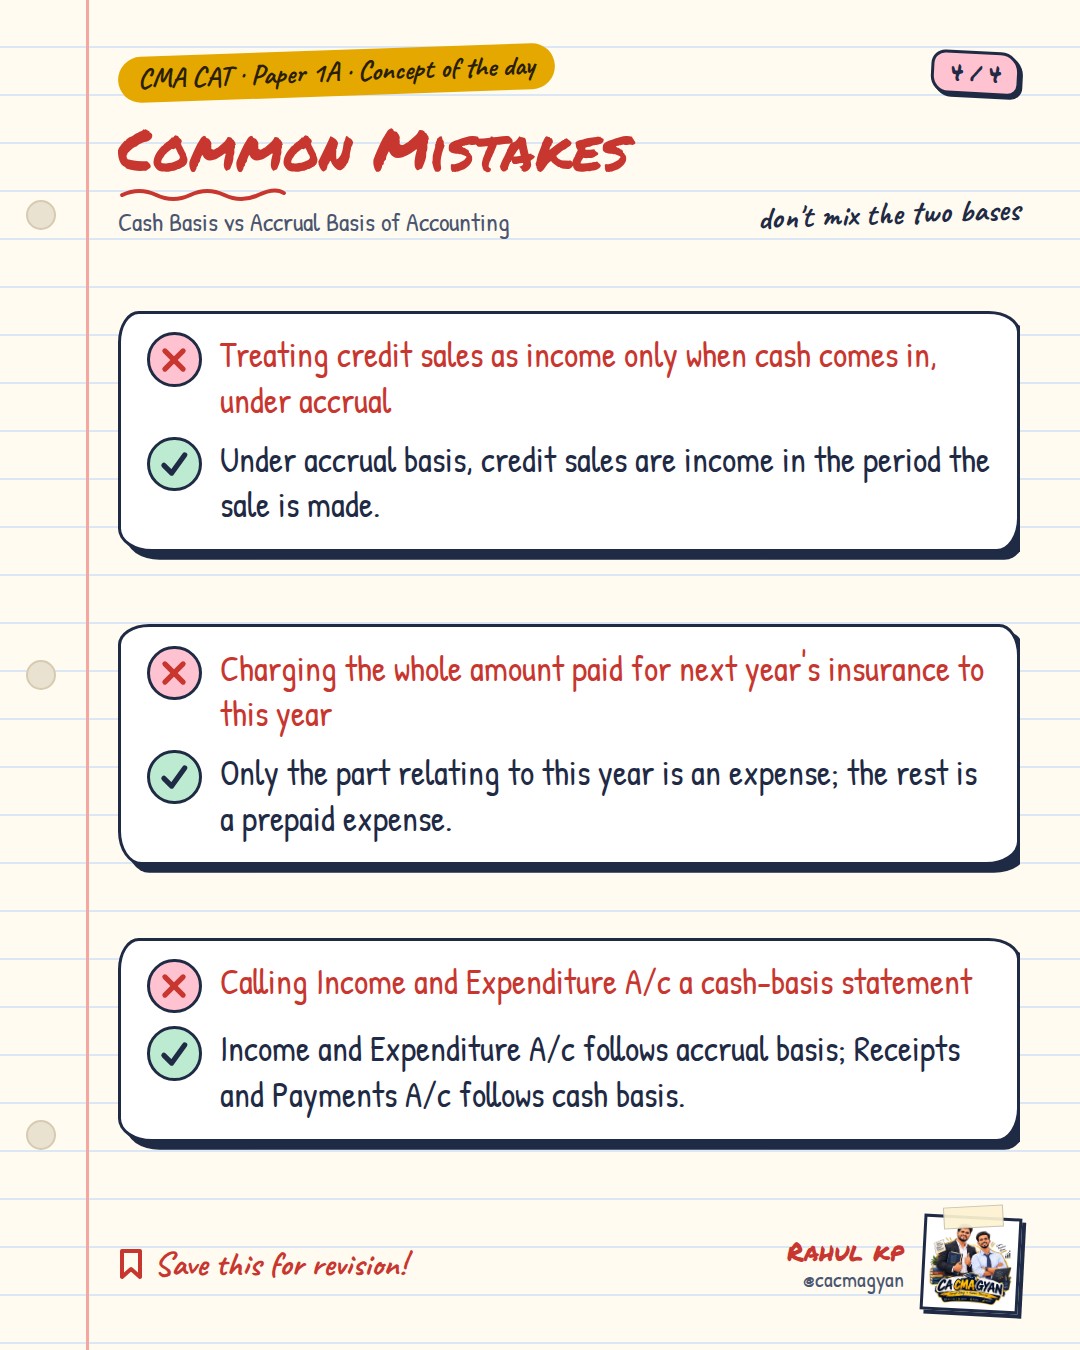 CMA CAT · Paper 1A · Concept of the day
4 / 4
Common Mistakes
Cash Basis vs Accrual Basis of Accounting
don't mix the two bases
Treating credit sales as income only when cash comes in,
under accrual
Under accrual basis, credit sales are income in the period the
sale is made.
Charging the whole amount paid for next year's insurance to
this year
Only the part relating to this year is an expense; the rest is
a prepaid expense.
Calling Income and Expenditure A/c a cash-basis statement
Income and Expenditure A/c follows accrual basis; Receipts
and Payments A/c follows cash basis.
Save this for revision!
Rahul KP
@cacmagyan
CA CMA GYAN